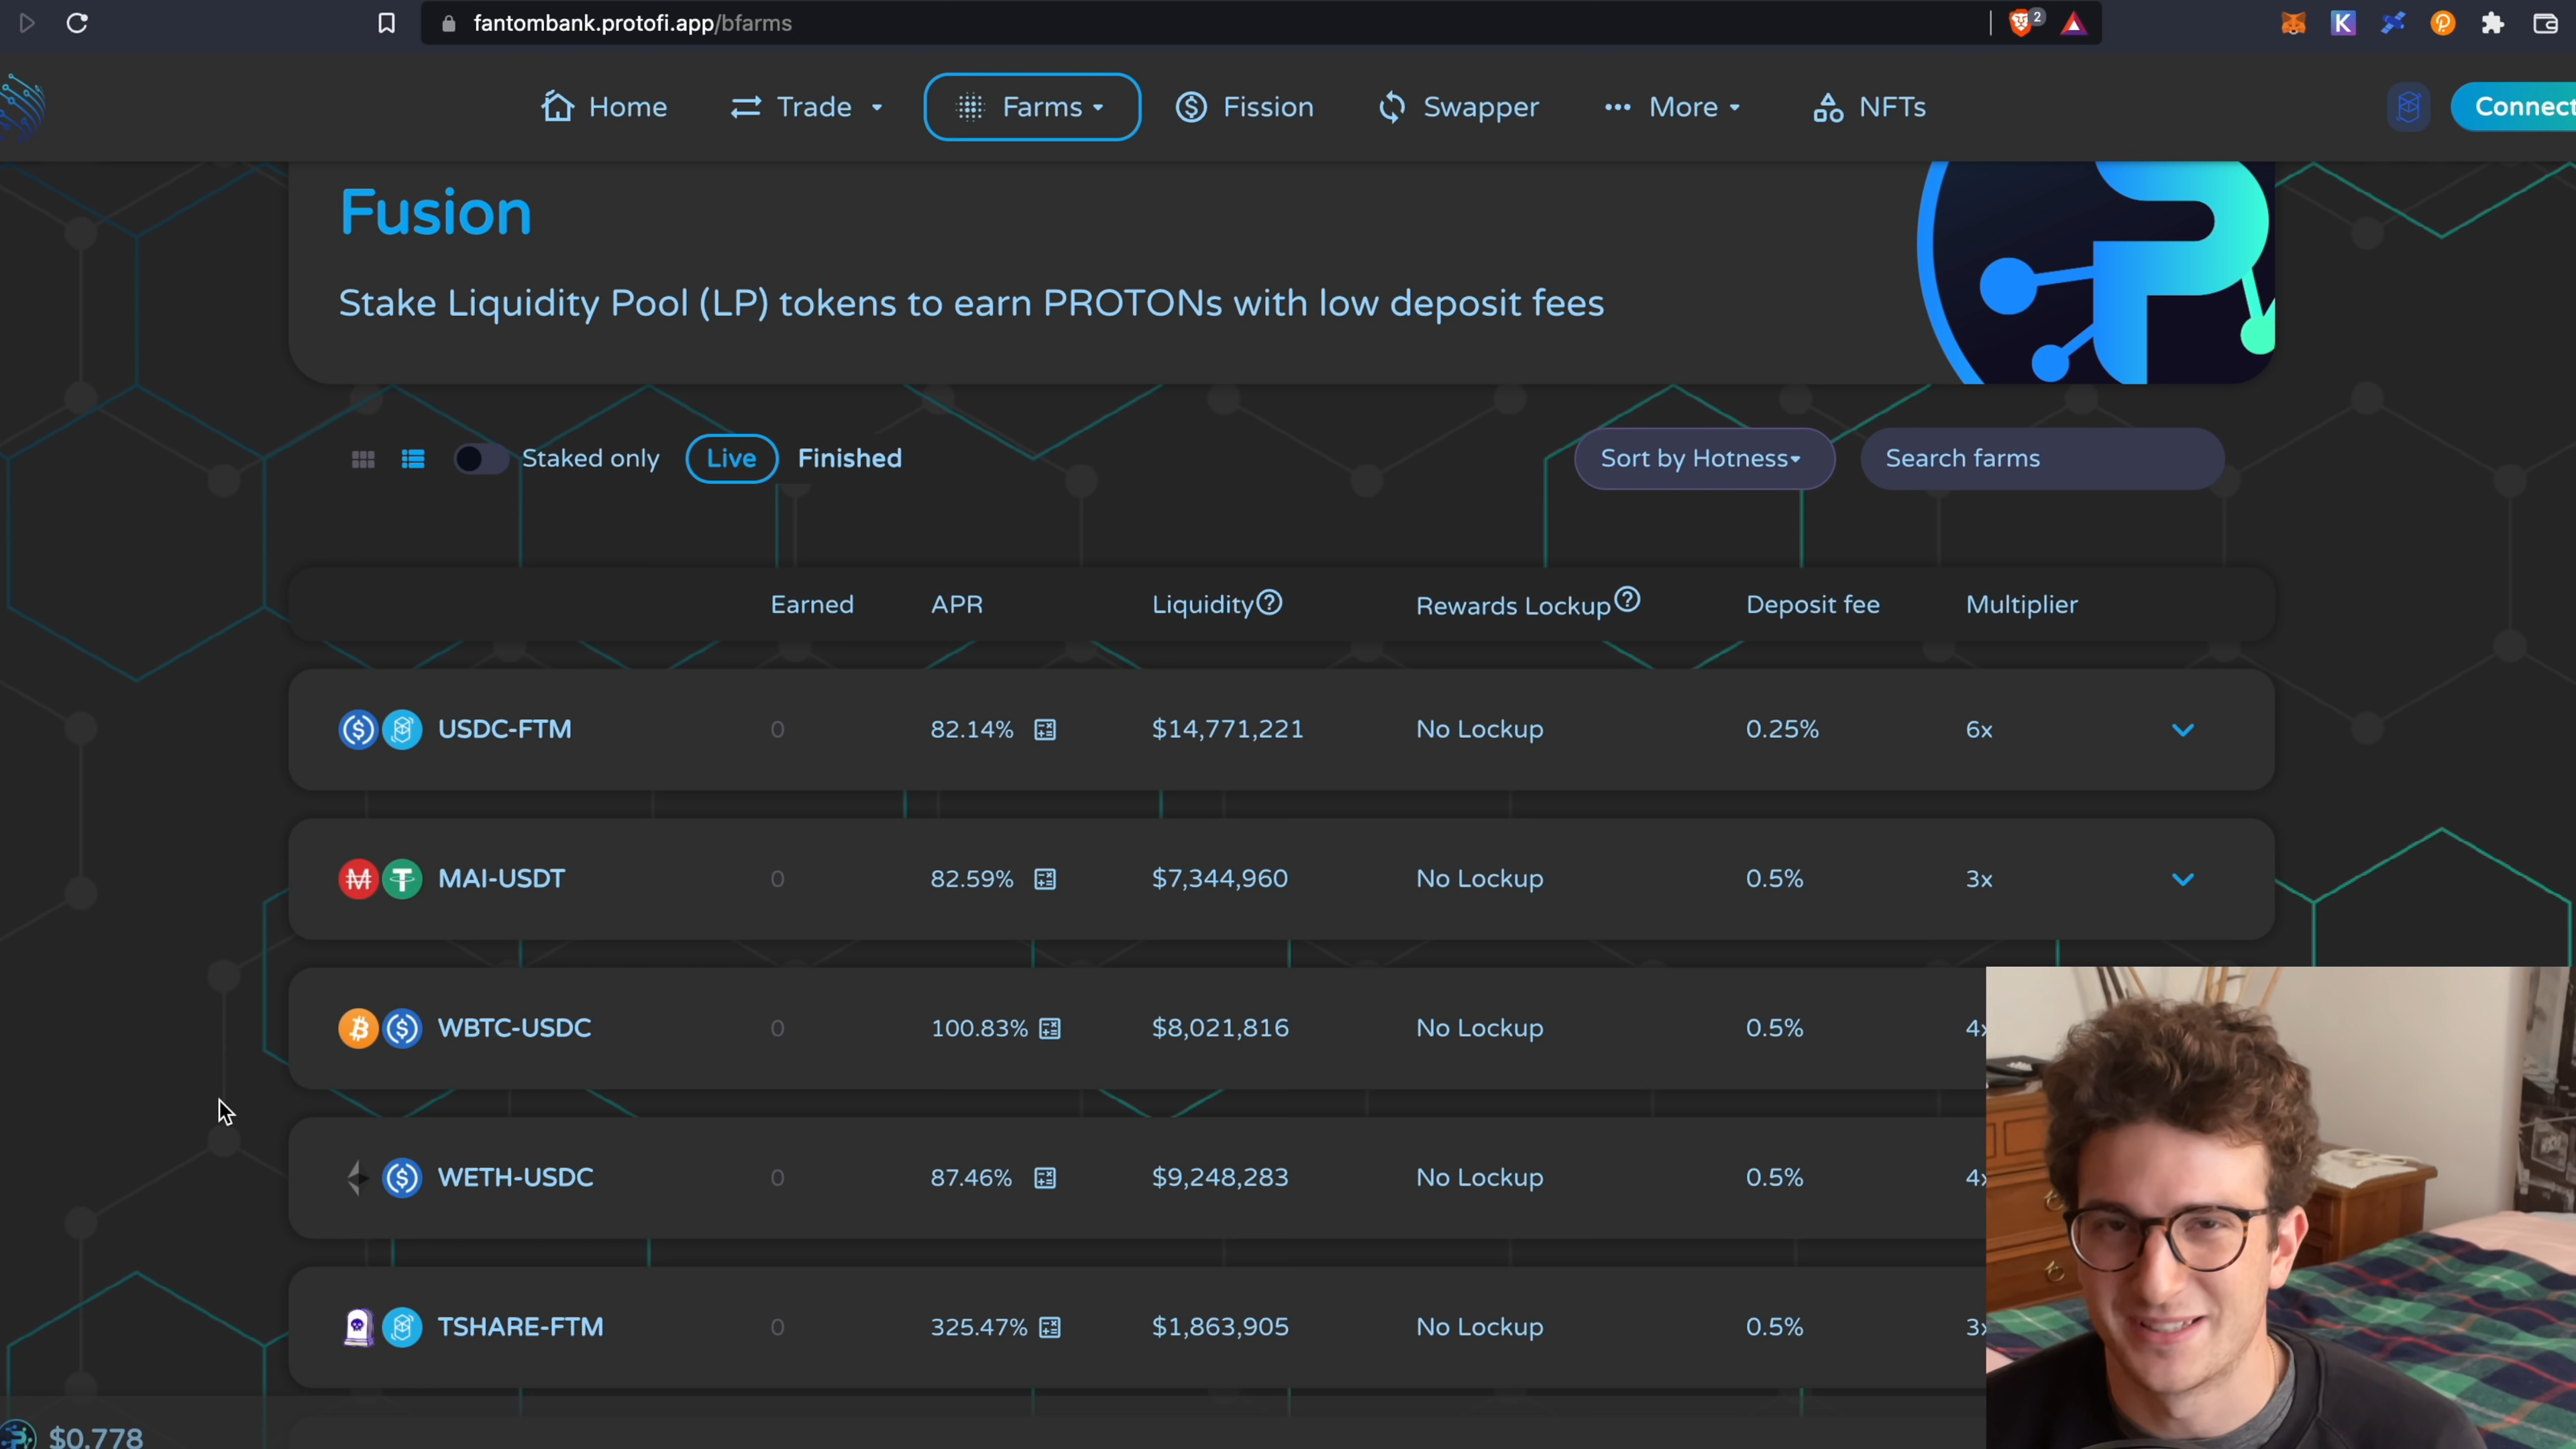 fantombank.protofi.app/bfarms
2
K
Home
Trade
Farms
Fission
Swapper
More
NFTs
Connect
Fusion
Stake Liquidity Pool (LP) tokens to earn PROTONs with low deposit fees
Staked only
Live
Finished
Sort by Hotness
Search farms
Earned APR Liquidity Rewards Lockup Deposit fee Multiplier
USDC-FTM 0 82.14% $14,771,221 No Lockup 0.25% 6x
MAI-USDT 0 82.59% $7,344,960 No Lockup 0.5% 3x
WBTC-USDC 0 100.83% $8,021,816 No Lockup 0.5% 4x
WETH-USDC 0 87.46% $9,248,283 No Lockup 0.5% 4x
TSHARE-FTM 0 325.47% $1,863,905 No Lockup 0.5% 3x
$0.778